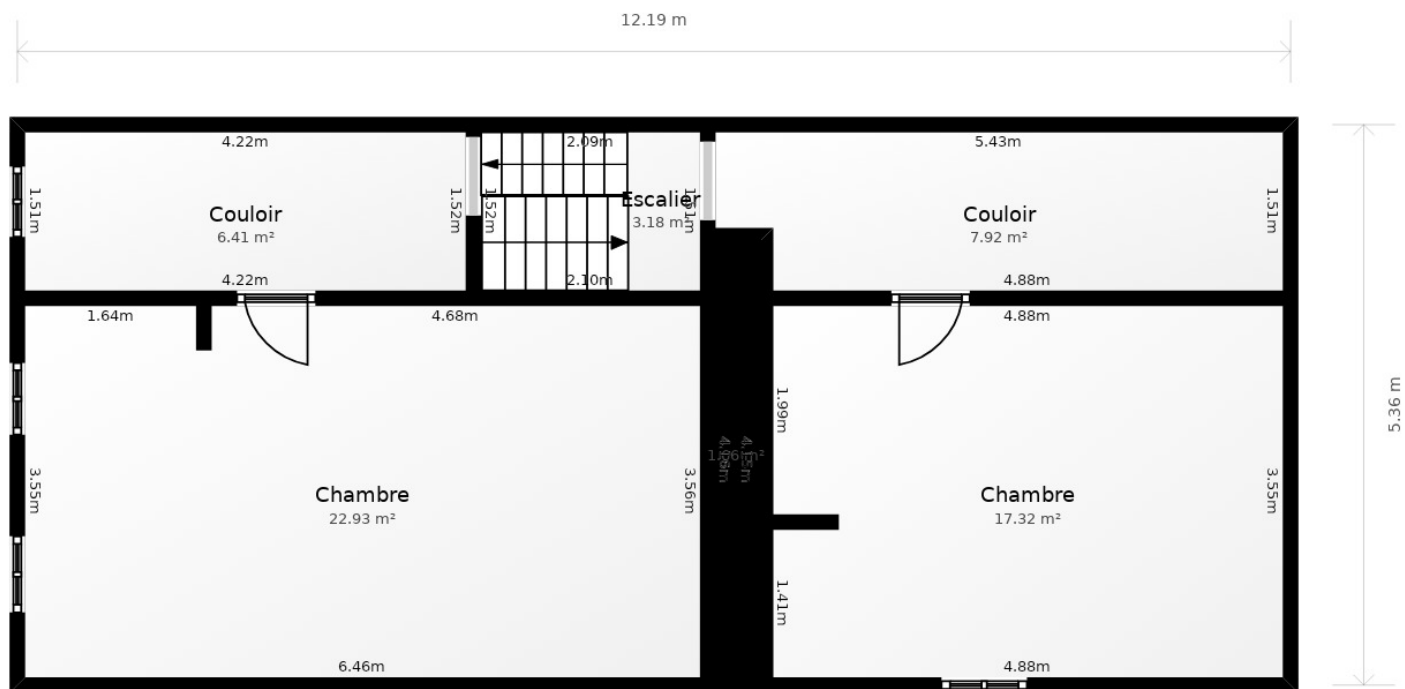 12.19 m
4.22m
2.09m
5.43m
1.51m
Couloir
6.41 m²
1.52m
1.52m
Escalier
3.18 m²
Couloir
7.92 m²
1.51m
4.22m
2.10m
4.88m
1.64m
4.68m
4.88m
5.36 m
1.99m
3.55m
Chambre
22.93 m²
3.56m
Chambre
17.32 m²
3.55m
1.41m
6.46m
4.88m